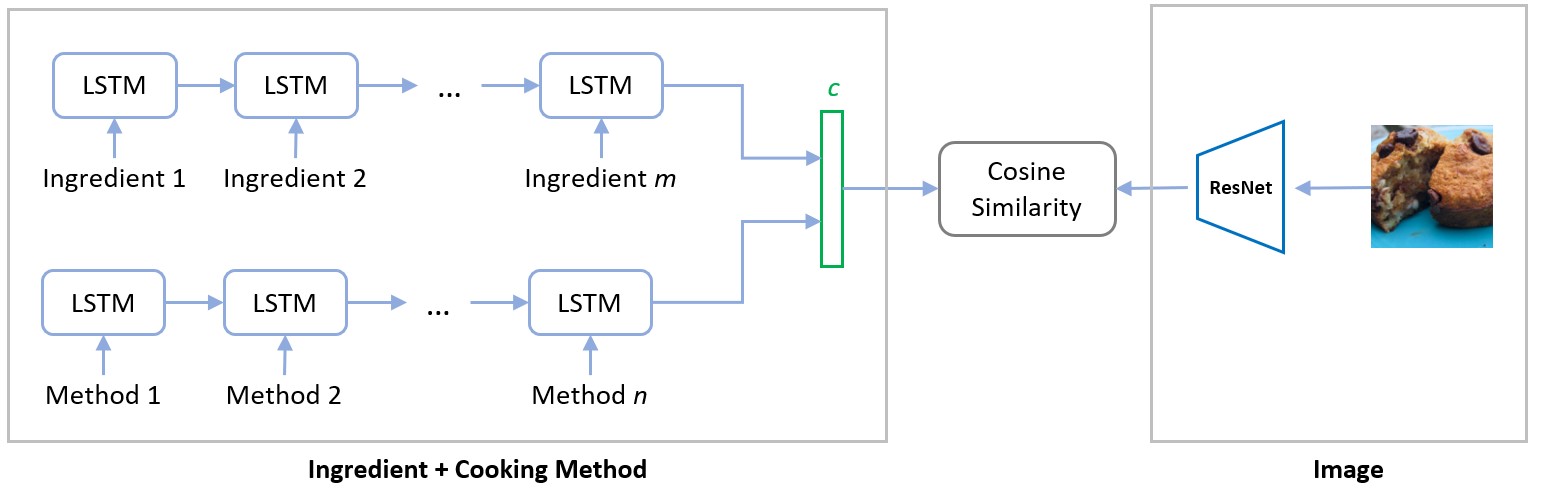 LSTM LSTM ... LSTM
Ingredient 1 Ingredient 2 Ingredient m
LSTM LSTM ... LSTM
Method 1 Method 2 Method n
c
Cosine
Similarity
ResNet
Ingredient + Cooking Method
Image